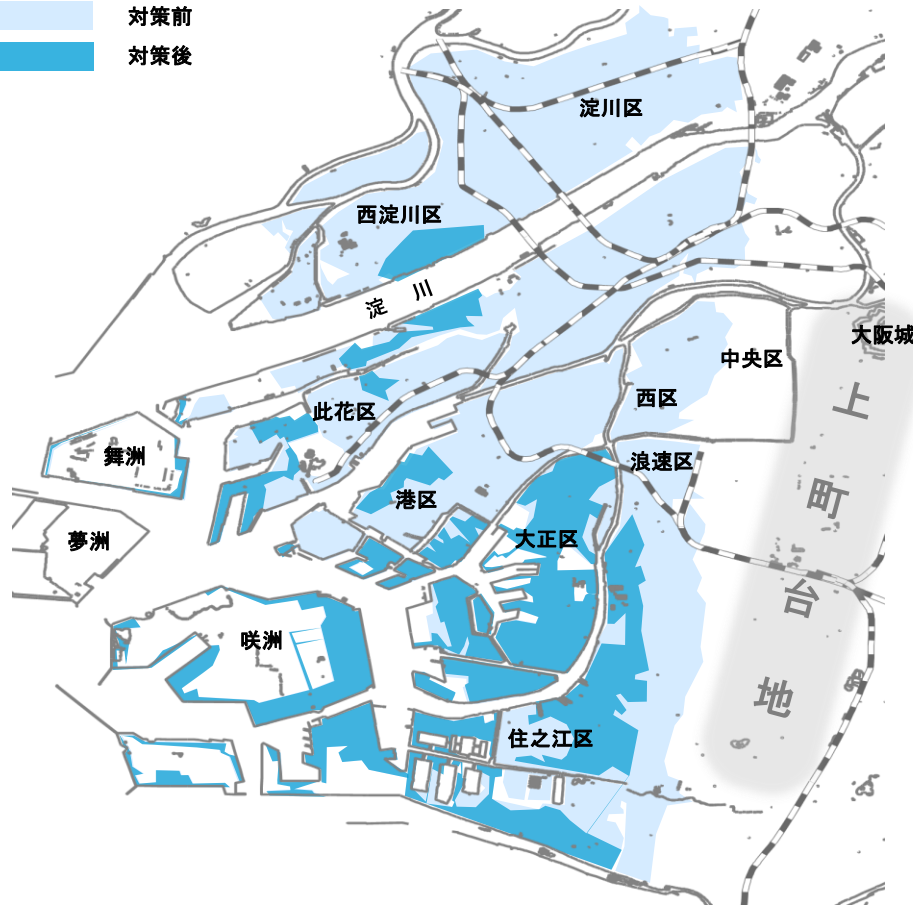 対策前
対策後
淀川区
西淀川区
淀川
大阪城
中央区
西区
上町台地
此花区
舞洲
浪速区
港区
夢洲
大正区
咲洲
住之江区